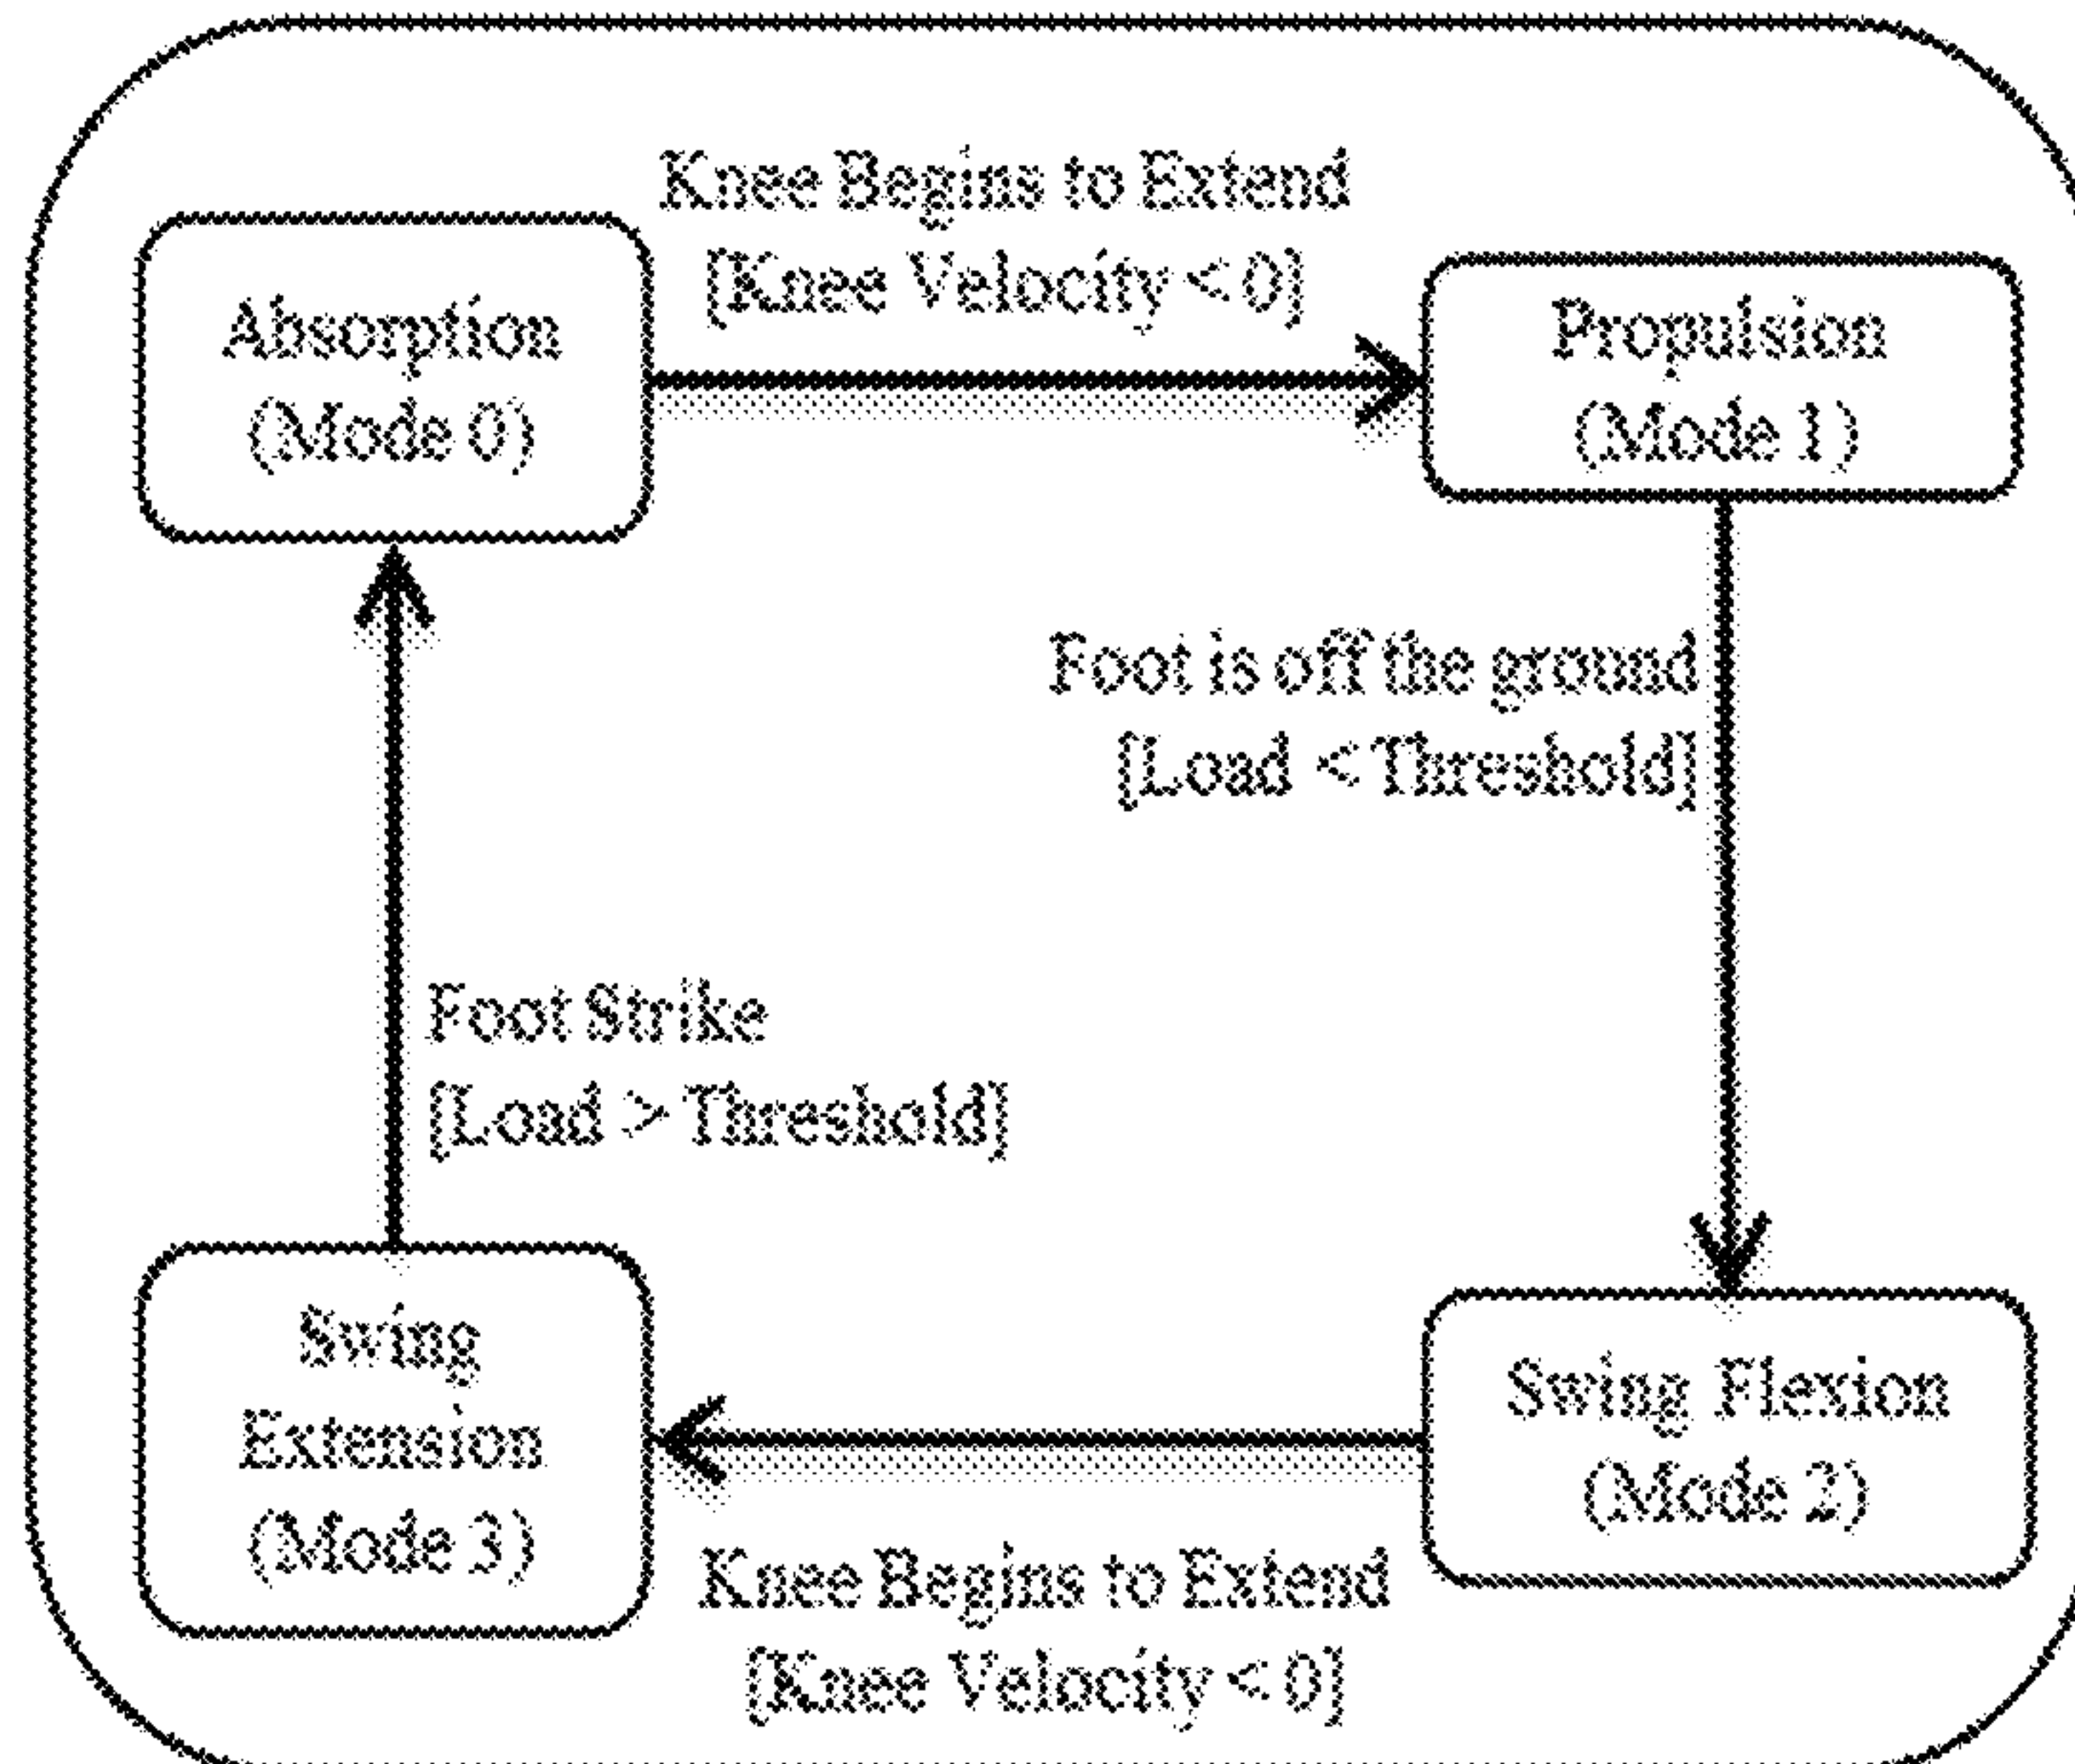 Knee Begins to Extend
[Knee Velocity < 0]
Absorption
(Mode 0)
Propulsion
(Mode 1)
Foot is off the ground
[Load < Threshold]
Foot Strike
[Load > Threshold]
Swing
Extension
(Mode 3)
Swing Flexion
(Mode 2)
Knee Begins to Extend
[Knee Velocity < 0]